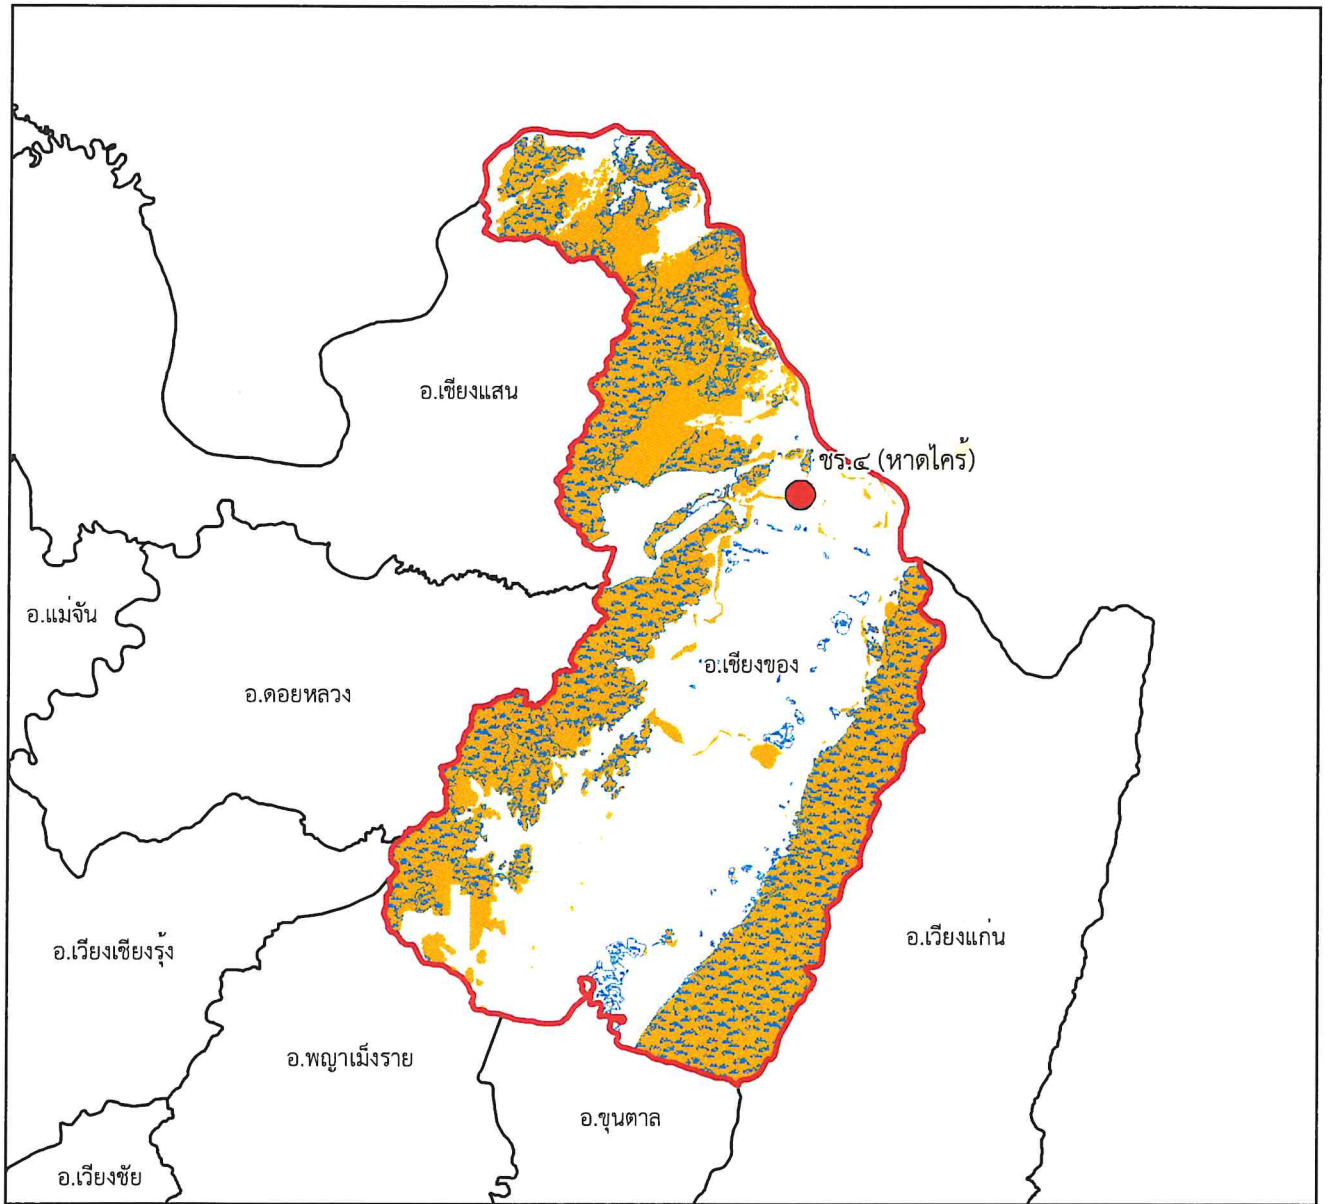 อ.เชียงแสน
ชร.๔ (หาดไคร้)
อ.แม่จัน
อ.เชียงของ
อ.ดอยหลวง
อ.เวียงแก่น
อ.เวียงเชียงรุ้ง
อ.พญาเม็งราย
อ.ขุนตาล
อ.เวียงชัย